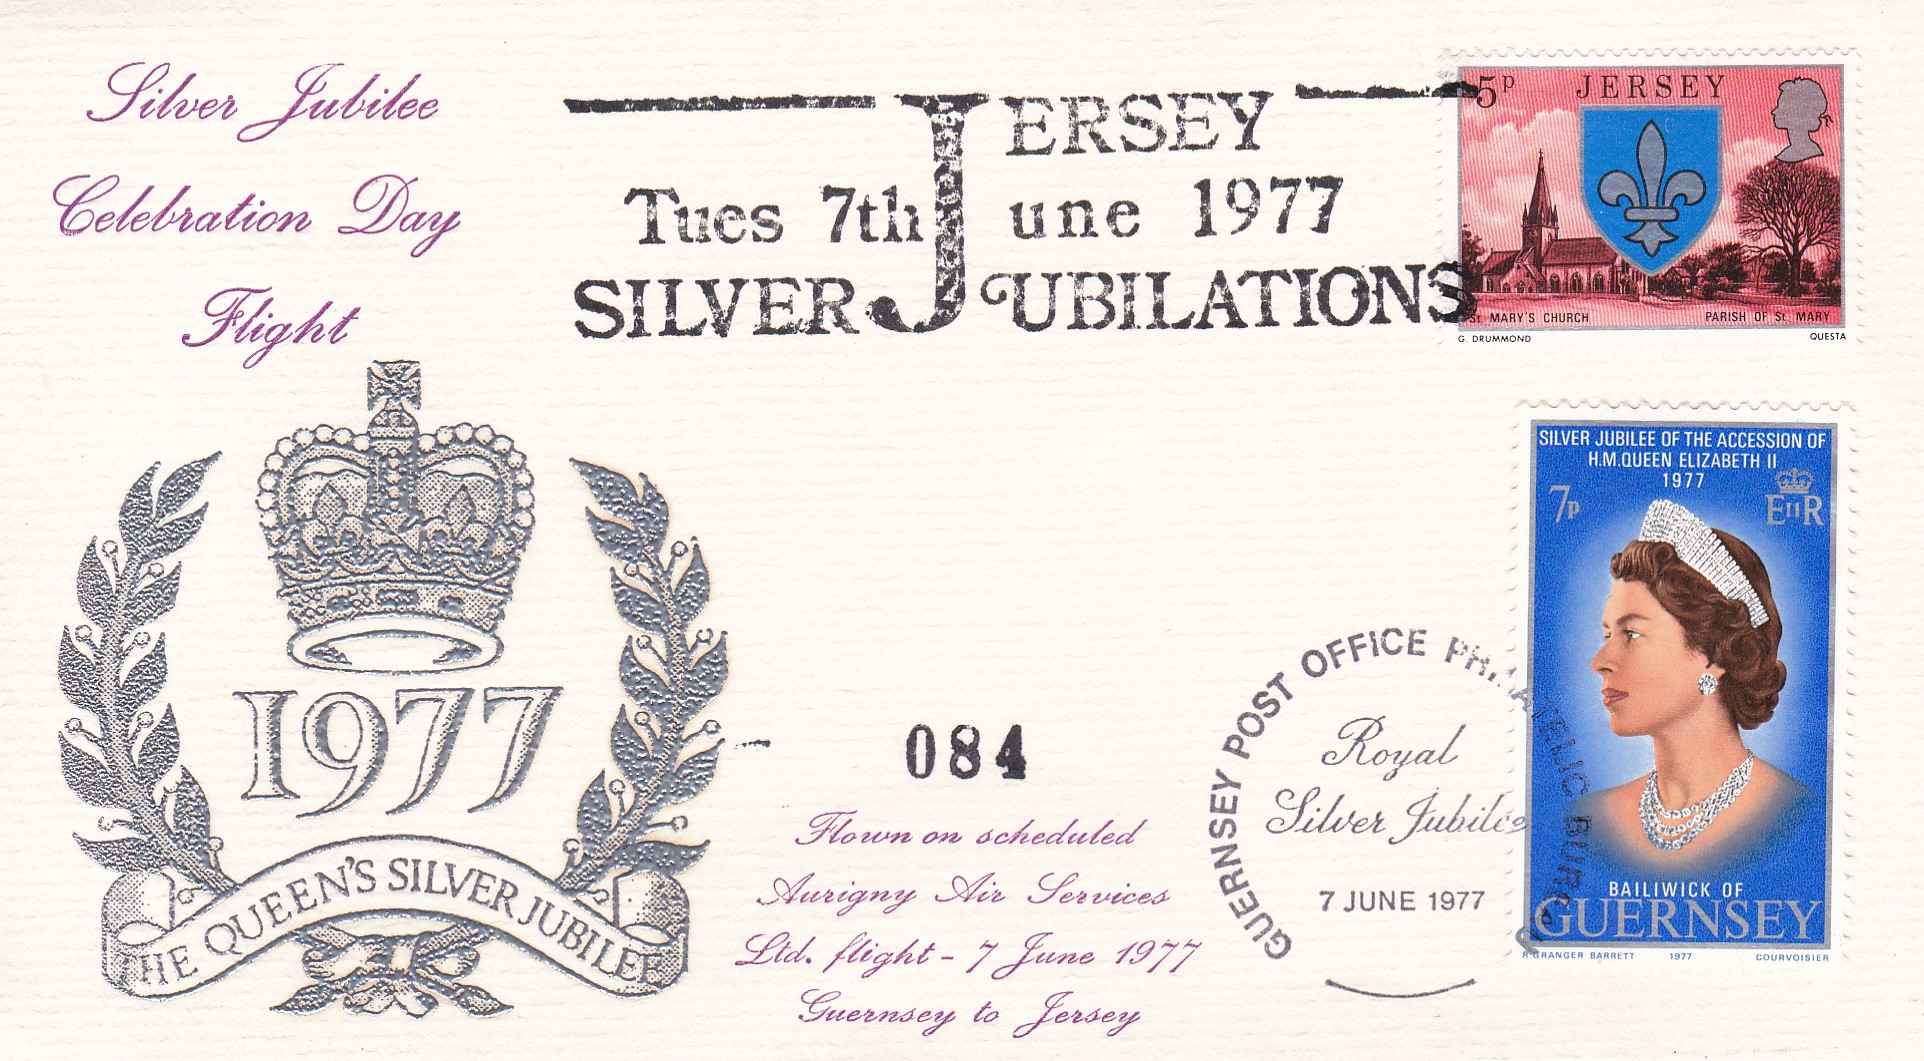 Silver Jubilee
Celebration Day
Flight
JERSEY
Tues 7th June 1977
SILVER JUBILATIONS
5p JERSEY
St. MARY'S CHURCH PARISH OF St. MARY
G. DRUMMOND QUESTA
SILVER JUBILEE OF THE ACCESSION OF
H.M.QUEEN ELIZABETH II
1977
7p EIIR
BAILIWICK OF
GUERNSEY
R.GRANGER BARRETT 1977 COURVOISIER
1977
THE QUEEN'S SILVER JUBILEE
084
Flown on scheduled
Aurigny Air Services
Ltd. flight - 7 June 1977
Guernsey to Jersey
GUERNSEY POST OFFICE PHILATELIC BUREAU
Royal
Silver Jubilee
7 JUNE 1977